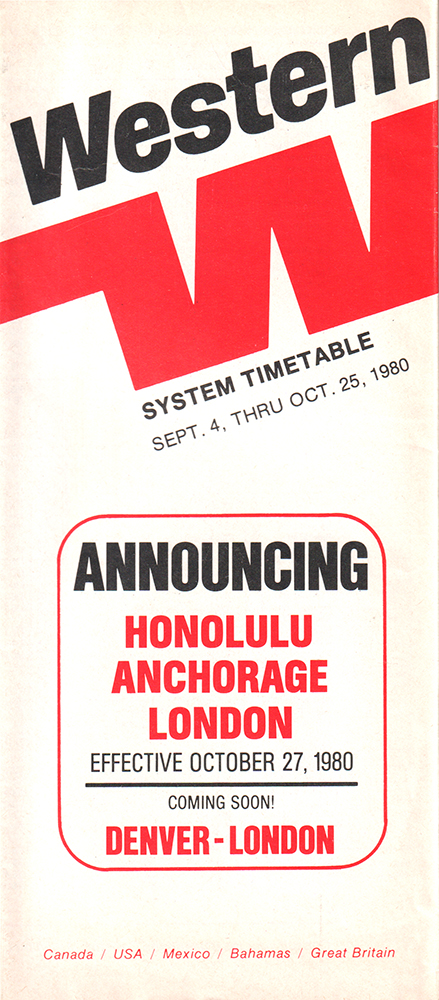 Western
SYSTEM TIMETABLE
SEPT. 4, THRU OCT. 25, 1980
ANNOUNCING
HONOLULU
ANCHORAGE
LONDON
EFFECTIVE OCTOBER 27, 1980
COMING SOON!
DENVER-LONDON
Canada / USA / Mexico / Bahamas / Great Britain